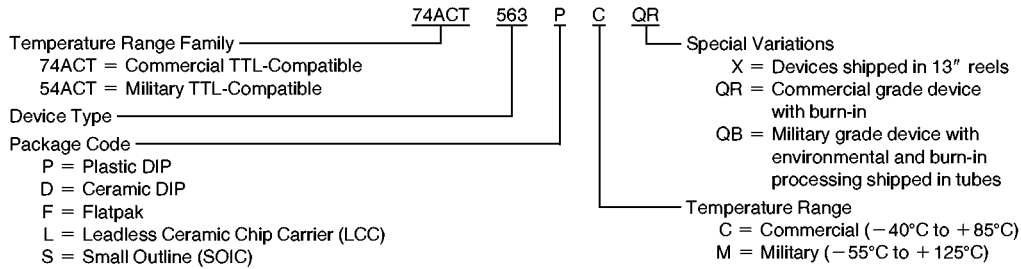 74ACT 563 P C QR
Temperature Range Family
74ACT = Commercial TTL-Compatible
54ACT = Military TTL-Compatible
Device Type
Package Code
P = Plastic DIP
D = Ceramic DIP
F = Flatpak
L = Leadless Ceramic Chip Carrier (LCC)
S = Small Outline (SOIC)
Special Variations
X = Devices shipped in 13″ reels
QR = Commercial grade device
with burn-in
QB = Military grade device with
environmental and burn-in
processing shipped in tubes
Temperature Range
C = Commercial (−40°C to +85°C)
M = Military (−55°C to +125°C)